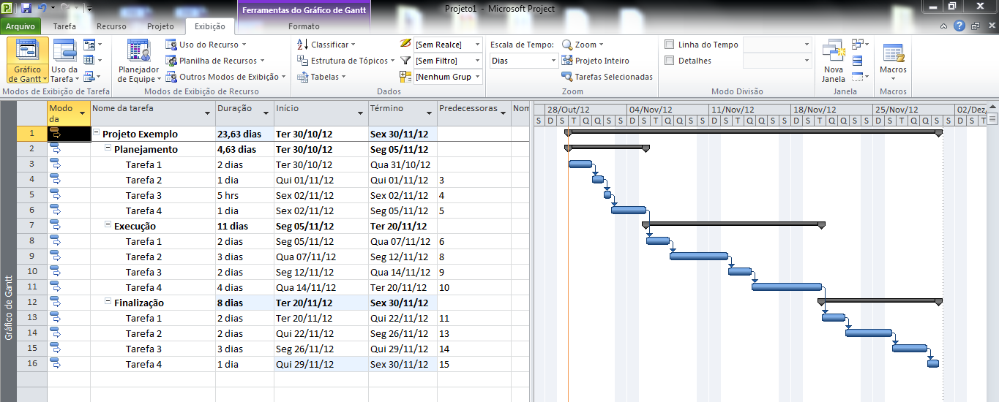 Ferramentas do Gráfico de Gantt
Projeto1 - Microsoft Project
Arquivo Tarefa Recurso Projeto Exibição Formato
Gráfico de Gantt
Uso da Tarefa
Modos de Exibição de Tarefa
Planejador de Equipe
Uso do Recurso
Planilha de Recursos
Outros Modos de Exibição
Modos de Exibição de Recurso
Classificar
Estrutura de Tópicos
Tabelas
[Sem Realce]
[Sem Filtro]
[Nenhum Grup
Dados
Escala de Tempo:
Dias
Zoom
Projeto Inteiro
Tarefas Selecionadas
Zoom
Linha do Tempo
Detalhes
Modo Divisão
Nova Janela
Janela
Macros
Macros
Modo da Nome da tarefa Duração Início Término Predecessoras Nom
1 Projeto Exemplo 23,63 dias Ter 30/10/12 Sex 30/11/12
2 Planejamento 4,63 dias Ter 30/10/12 Seg 05/11/12
3 Tarefa 1 2 dias Ter 30/10/12 Qua 31/10/12
4 Tarefa 2 1 dia Qui 01/11/12 Qui 01/11/12 3
5 Tarefa 3 5 hrs Sex 02/11/12 Sex 02/11/12 4
6 Tarefa 4 1 dia Sex 02/11/12 Seg 05/11/12 5
7 Execução 11 dias Seg 05/11/12 Ter 20/11/12
8 Tarefa 1 2 dias Seg 05/11/12 Qua 07/11/12 6
9 Tarefa 2 3 dias Qua 07/11/12 Seg 12/11/12 8
10 Tarefa 3 2 dias Seg 12/11/12 Qua 14/11/12 9
11 Tarefa 4 4 dias Qua 14/11/12 Ter 20/11/12 10
12 Finalização 8 dias Ter 20/11/12 Sex 30/11/12
13 Tarefa 1 2 dias Ter 20/11/12 Qui 22/11/12 11
14 Tarefa 2 2 dias Qui 22/11/12 Seg 26/11/12 13
15 Tarefa 3 3 dias Seg 26/11/12 Qui 29/11/12 14
16 Tarefa 4 1 dia Qui 29/11/12 Sex 30/11/12 15
Gráfico de Gantt
28/Out/12 04/Nov/12 11/Nov/12 18/Nov/12 25/Nov/12 02/Dez,
S D S T Q Q S S D S T Q Q S S D S T Q Q S S D S T Q Q S S D S T Q Q S S D S T